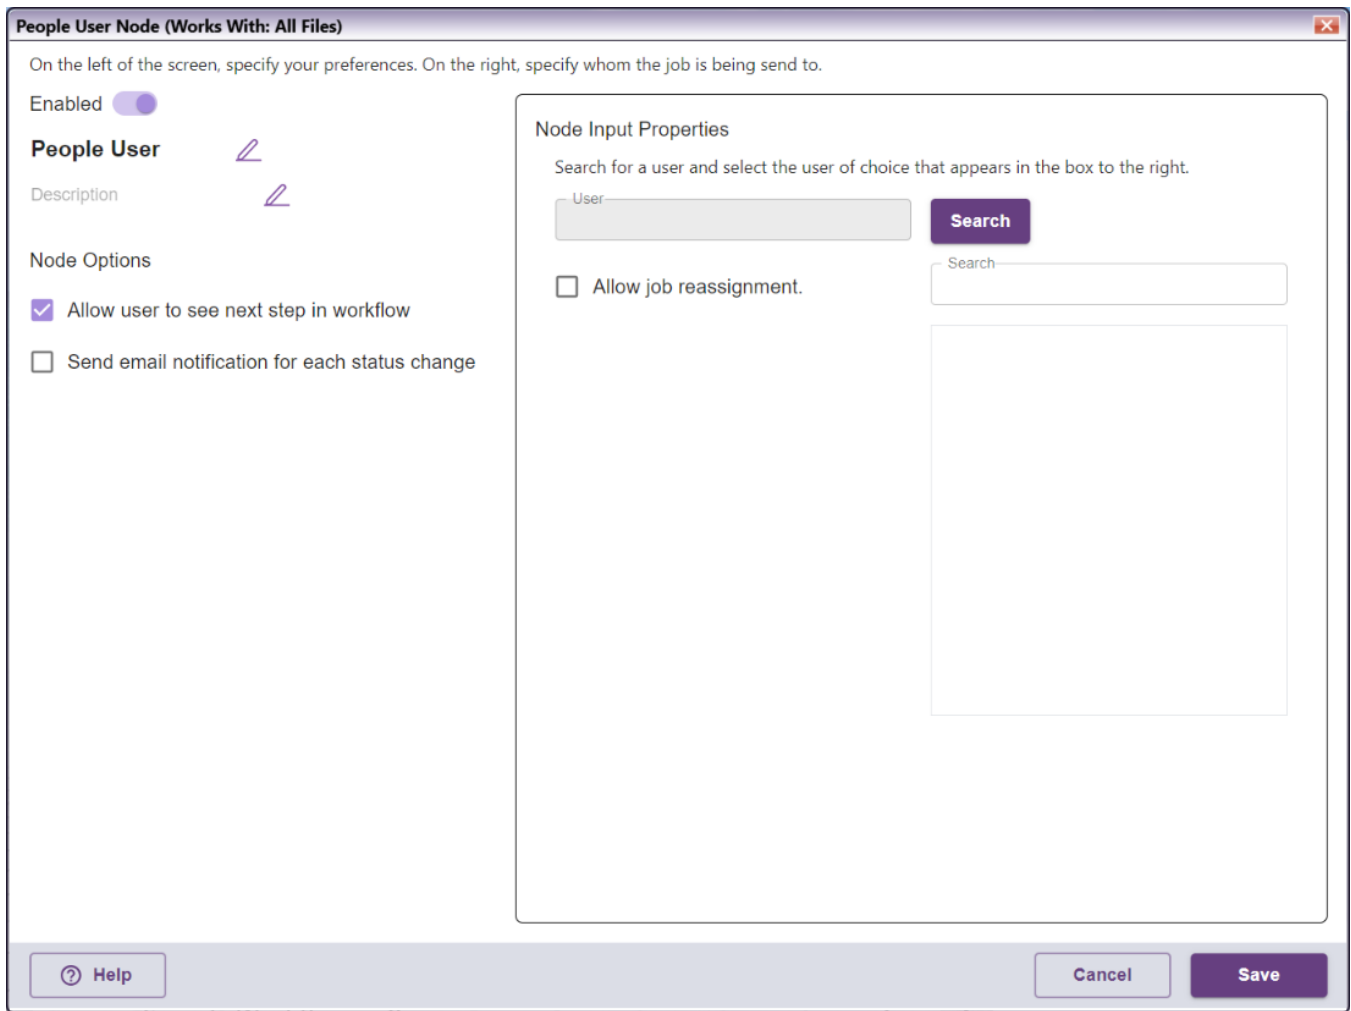 People User Node (Works With: All Files)
On the left of the screen, specify your preferences. On the right, specify whom the job is being send to.
Enabled
People User
Description
Node Options
Allow user to see next step in workflow
Send email notification for each status change
Node Input Properties
Search for a user and select the user of choice that appears in the box to the right.
User
Search
Allow job reassignment.
Search
Help
Cancel
Save